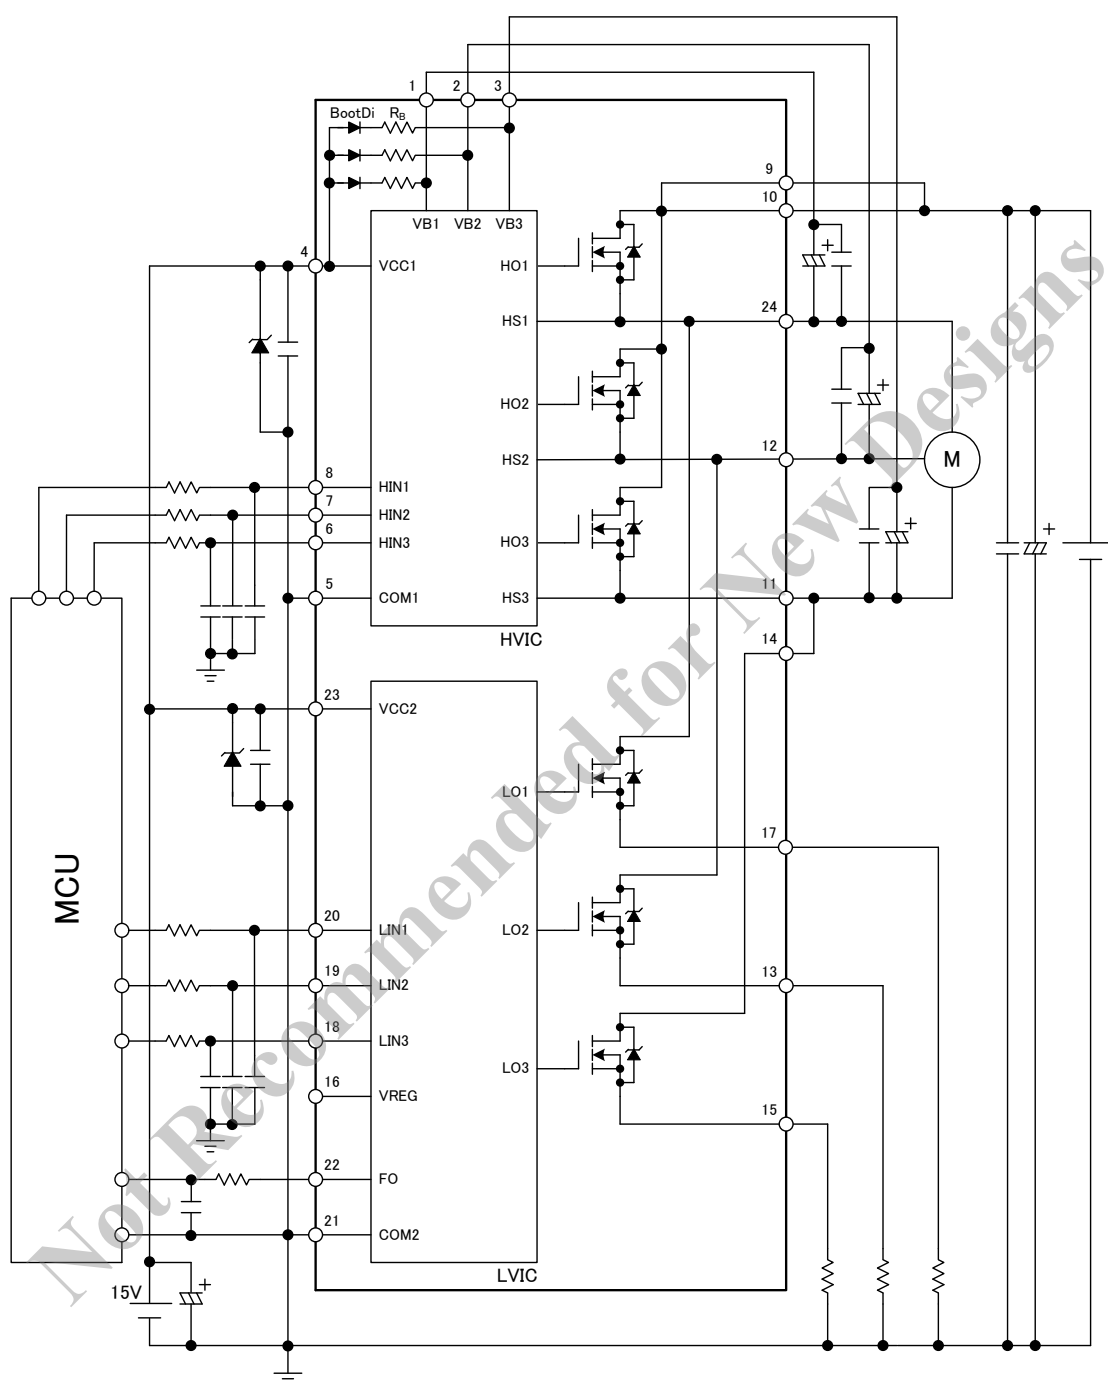 1 2 3
BootDi R_B
9
10
VB1 VB2 VB3
4 VCC1 HO1
+
HS1 24
HO2
+
HS2 12
M
8 HIN1
7 HIN2
6 HIN3 HO3
+
+
5 COM1 HS3 11
HVIC
14
23 VCC2
LO1
17
MCU
20 LIN1 LO2
19 LIN2 13
18 LIN3
LO3
16 VREG
15
22 FO
21 COM2
LVIC
15V +
Not Recommended for New Designs